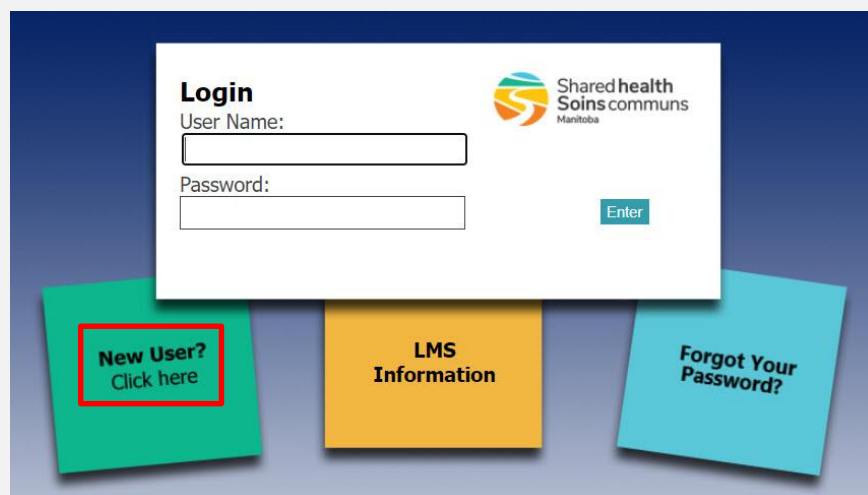 Login
User Name:
Password:
Shared health
Soins communs
Manitoba
Enter
New User?
Click here
LMS
Information
Forgot Your
Password?